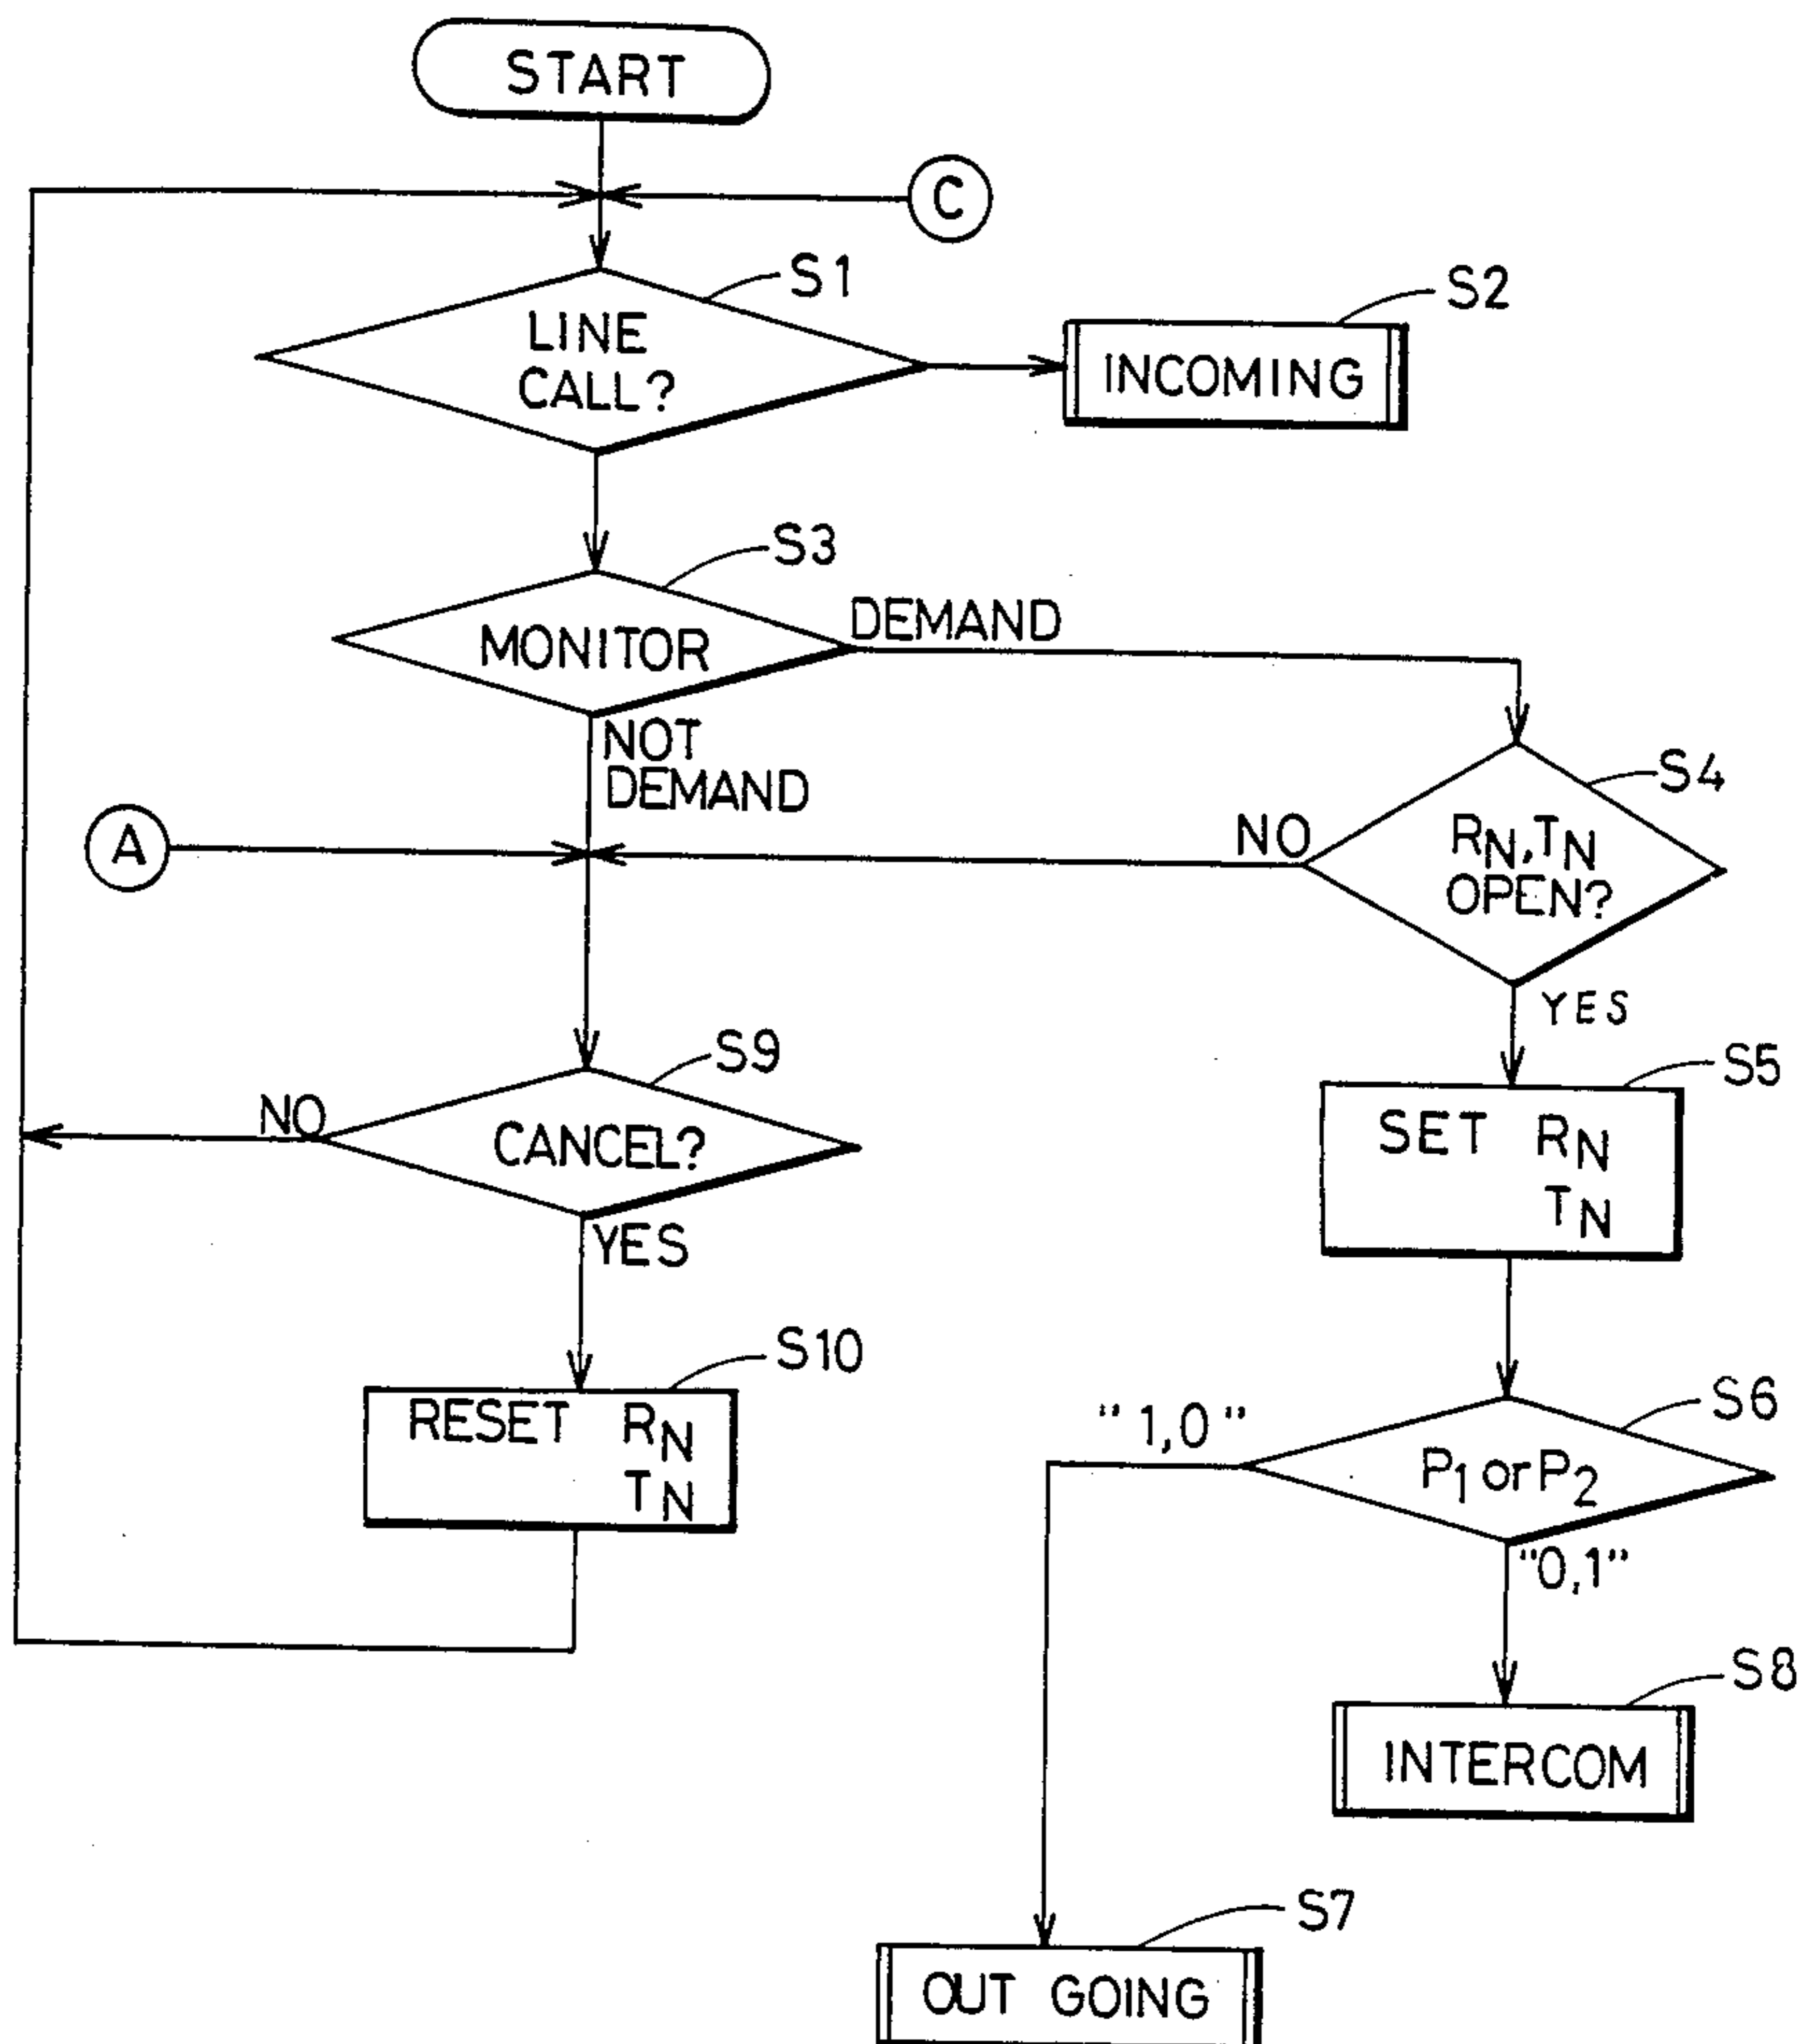 START
C
S1
LINE
CALL?
S2
INCOMING
S3
MONITOR
DEMAND
NOT
DEMAND
A
S4
NO
RN,TN
OPEN?
YES
S5
SET RN
TN
S9
NO
CANCEL?
YES
S10
RESET RN
TN
S6
"1,0"
P1 or P2
"0,1"
S8
INTERCOM
S7
OUT GOING